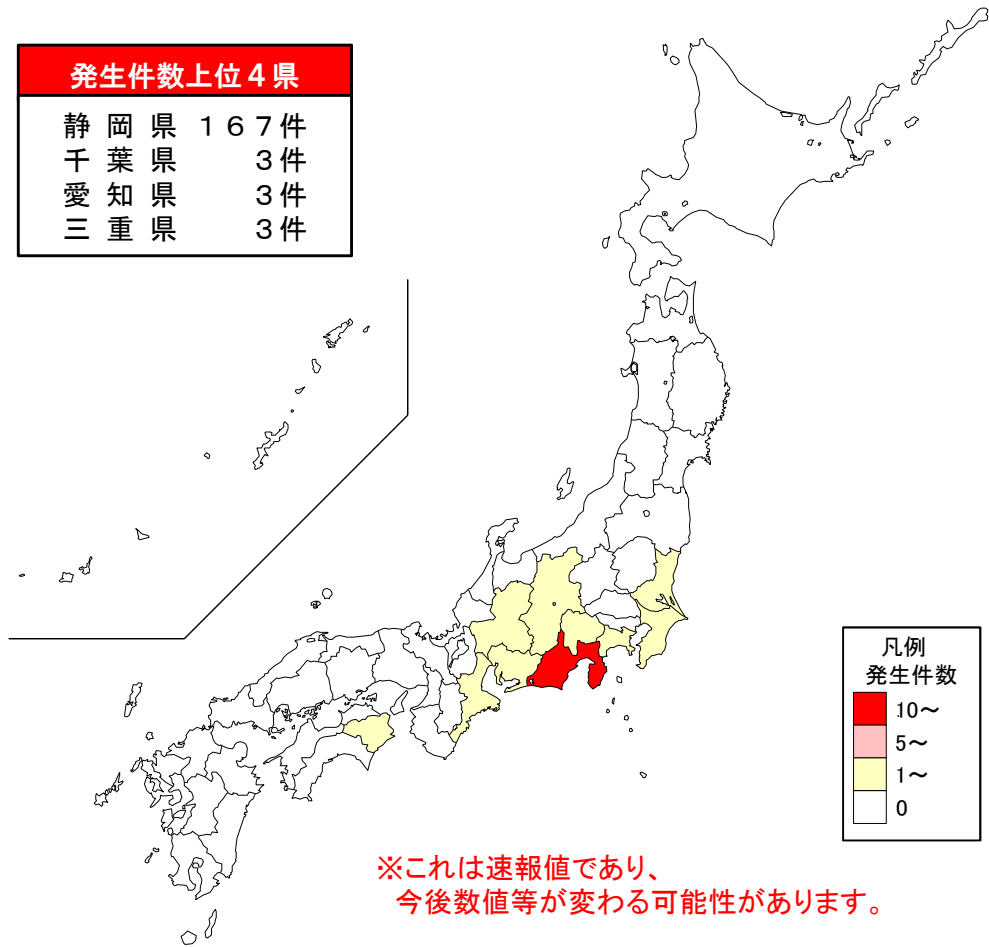 発生件数上位4県
静岡県 167件
千葉県 3件
愛知県 3件
三重県 3件
凡例
発生件数
10～
5～
1～
0
※これは速報値であり、
今後数値等が変わる可能性があります。